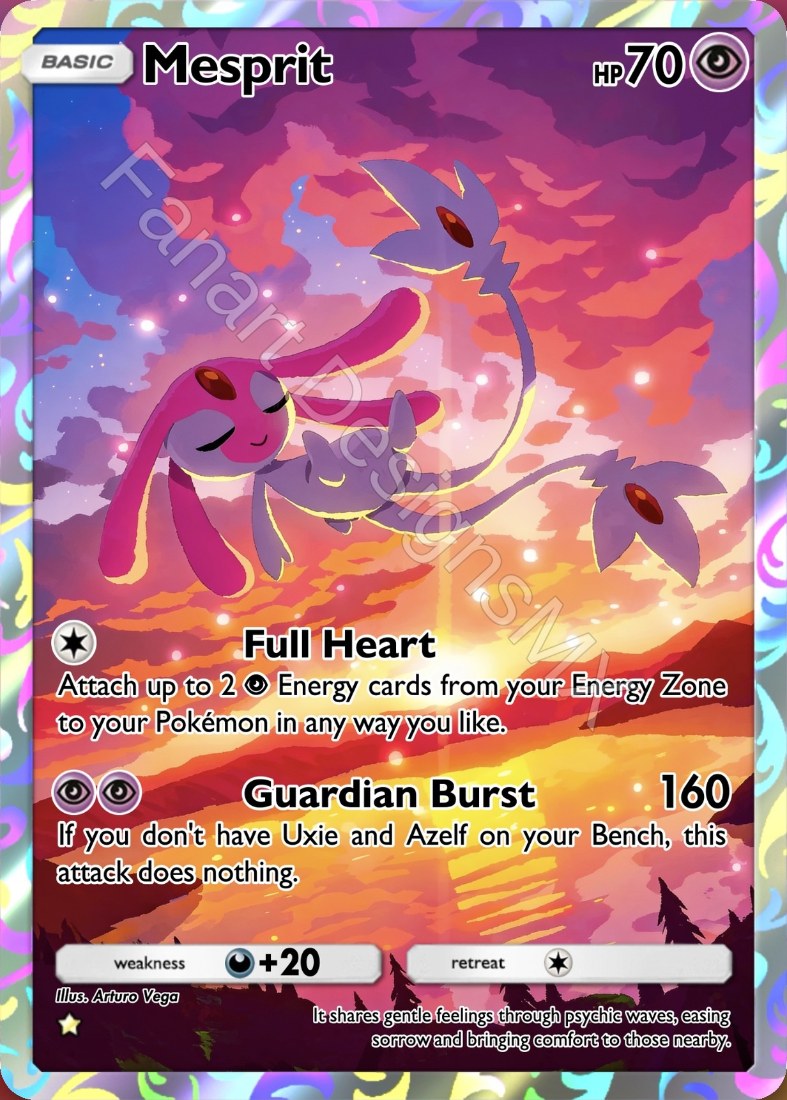 BASIC
Mesprit
HP 70
Fanart DesignsMX
Full Heart
Attach up to 2 Energy cards from your Energy Zone
to your Pokémon in any way you like.
Guardian Burst 160
If you don't have Uxie and Azelf on your Bench, this
attack does nothing.
weakness +20
retreat
Illus. Arturo Vega
It shares gentle feelings through psychic waves, easing
sorrow and bringing comfort to those nearby.